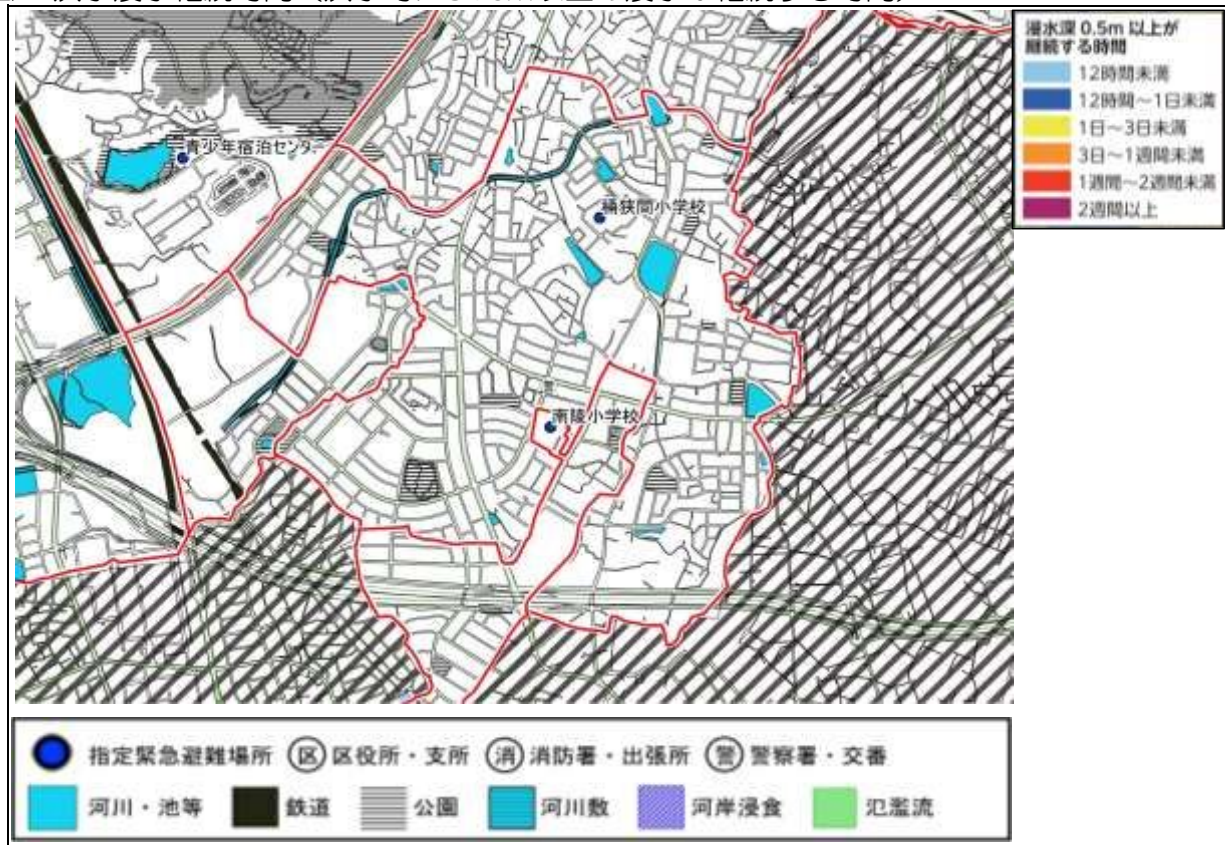 浸水深 0.5m 以上が
継続する時間
12時間未満
12時間～1日未満
1日～3日未満
3日～1週間未満
1週間～2週間未満
2週間以上
青少年宿泊センター
桶狭間小学校
南陵小学校
指定緊急避難場所 区 区役所・支所 消 消防署・出張所 警 警察署・交番
河川・池等 鉄道 公園 河川敷 河岸浸食 氾濫流